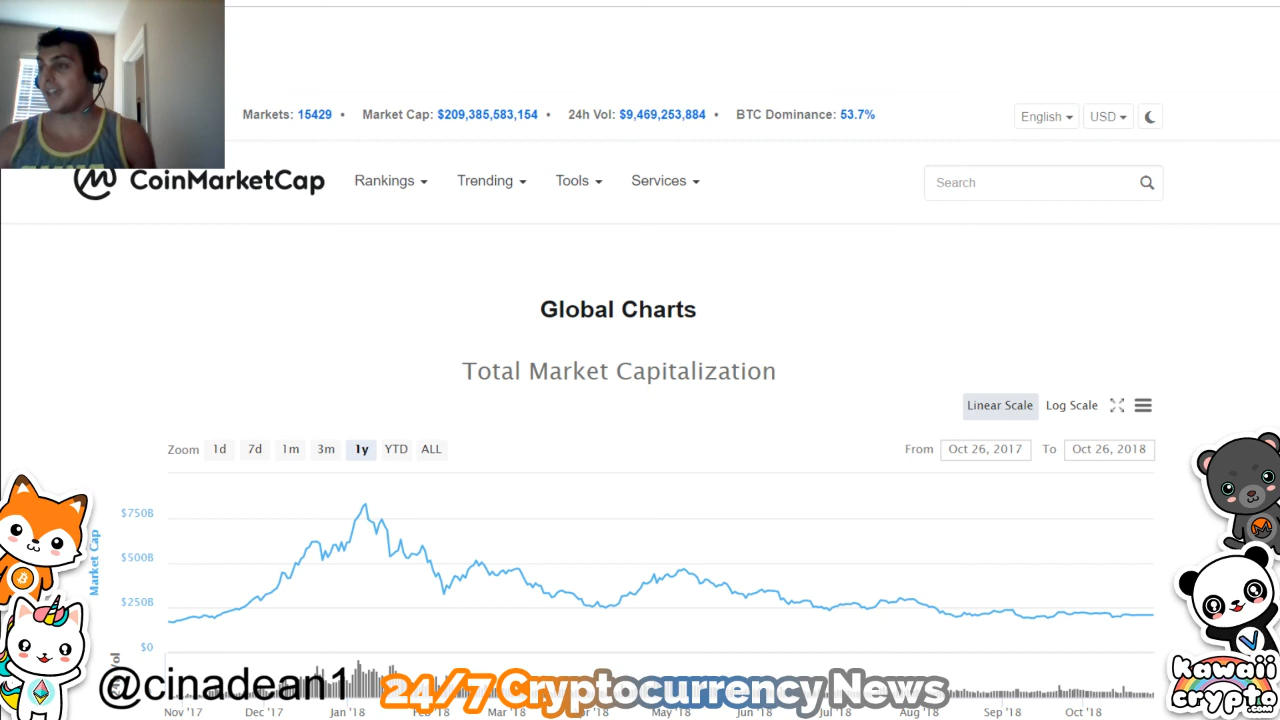 Markets: 15429 • Market Cap: $209,385,583,154 • 24h Vol: $9,469,253,884 • BTC Dominance: 53.7%
English USD
CoinMarketCap Rankings Trending Tools Services
Search
Global Charts
Total Market Capitalization
Linear Scale Log Scale
Zoom 1d 7d 1m 3m 1y YTD ALL
From Oct 26, 2017 To Oct 26, 2018
$750B
$500B
$250B
$0
Market Cap
@cinadean1
24/7 Cryptocurrency News
kawaii
crypto
.com
Nov '17 Dec '17 Jan '18 Mar '18 May '18 Jun '18 Jul '18 Aug '18 Sep '18 Oct '18